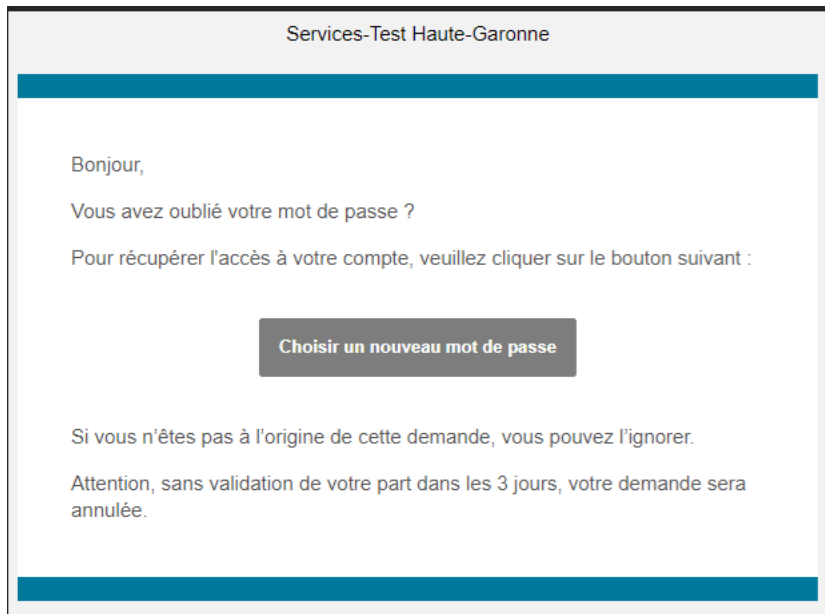 Services-Test Haute-Garonne
Bonjour,
Vous avez oublié votre mot de passe ?
Pour récupérer l'accès à votre compte, veuillez cliquer sur le bouton suivant :
Choisir un nouveau mot de passe
Si vous n’êtes pas à l’origine de cette demande, vous pouvez l’ignorer.
Attention, sans validation de votre part dans les 3 jours, votre demande sera
annulée.